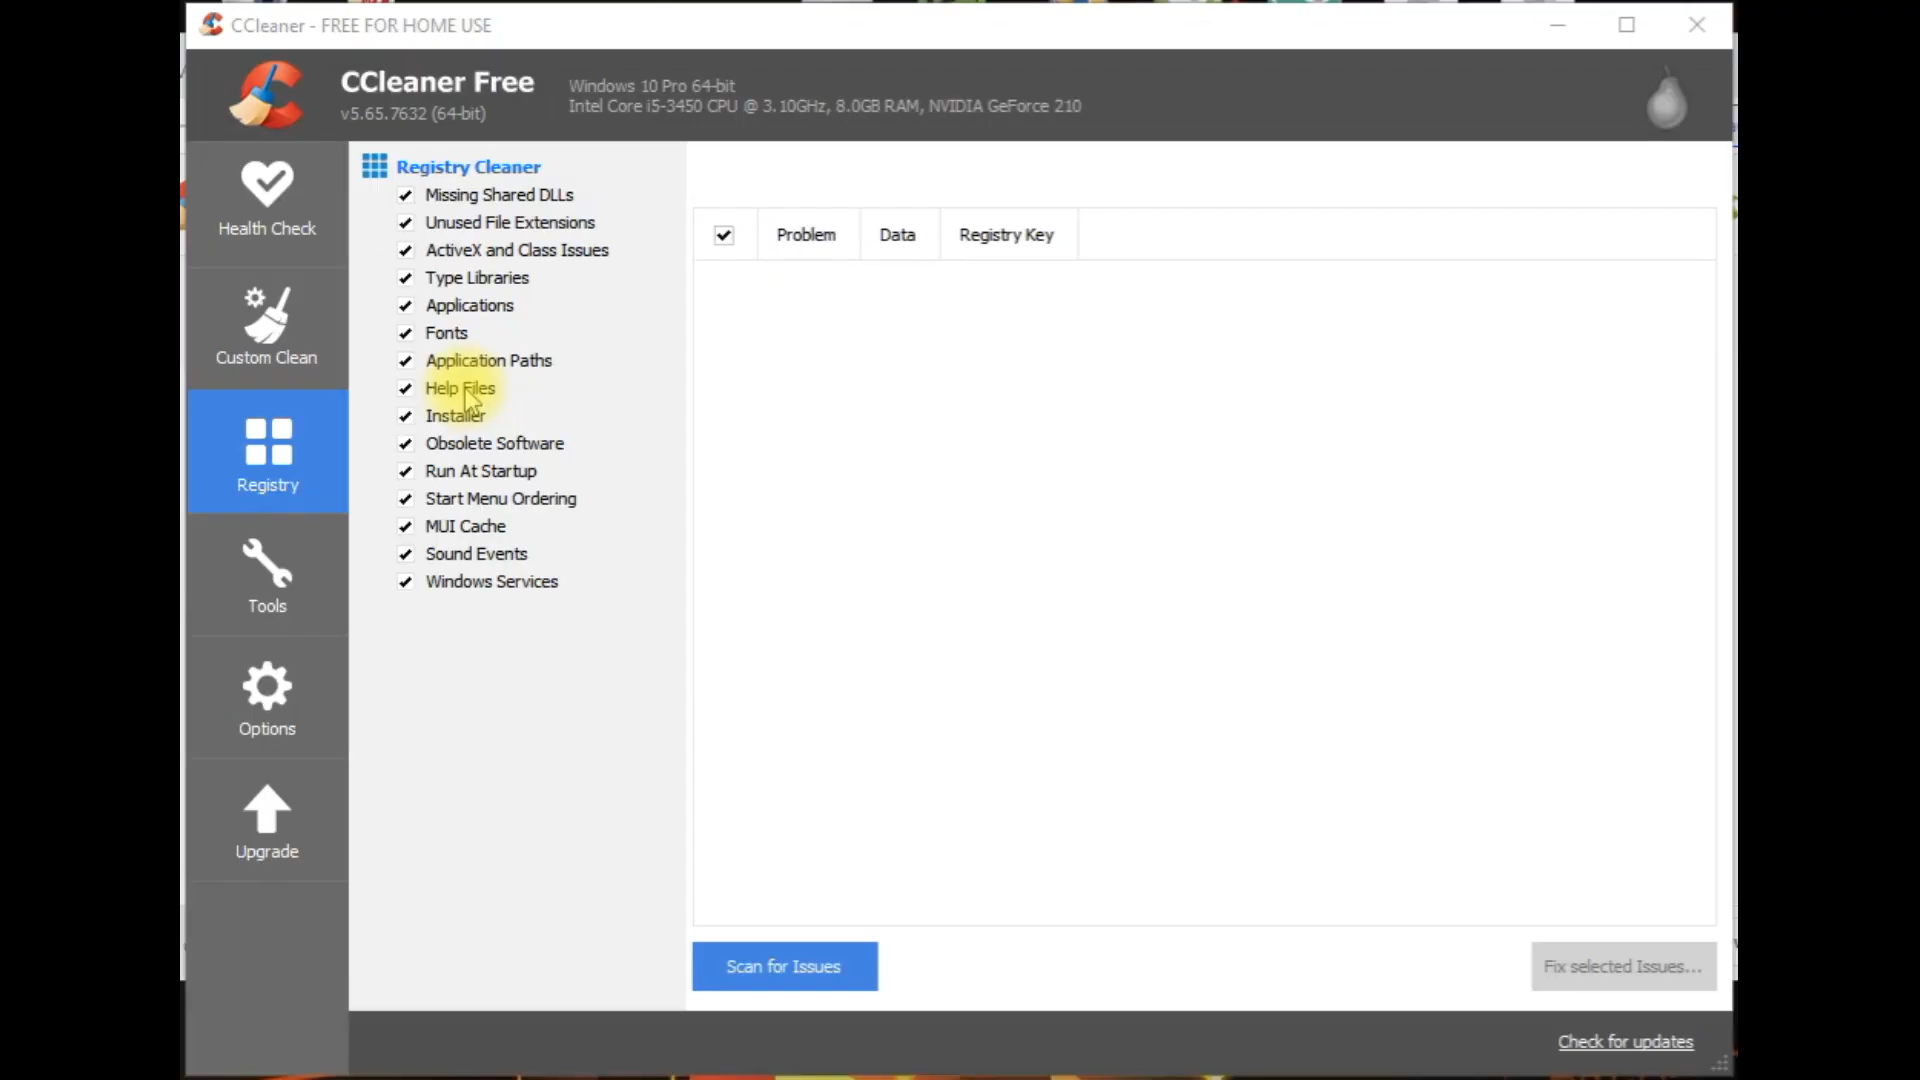 CCleaner - FREE FOR HOME USE
CCleaner Free
v5.65.7632 (64-bit)
Windows 10 Pro 64-bit
Intel Core i5-3450 CPU @ 3.10GHz, 8.0GB RAM, NVIDIA GeForce 210
Health Check
Custom Clean
Registry
Tools
Options
Upgrade
Registry Cleaner
Missing Shared DLLs
Unused File Extensions
ActiveX and Class Issues
Type Libraries
Applications
Fonts
Application Paths
Help Files
Installer
Obsolete Software
Run At Startup
Start Menu Ordering
MUI Cache
Sound Events
Windows Services
Problem Data Registry Key
Scan for Issues
Fix selected Issues...
Check for updates